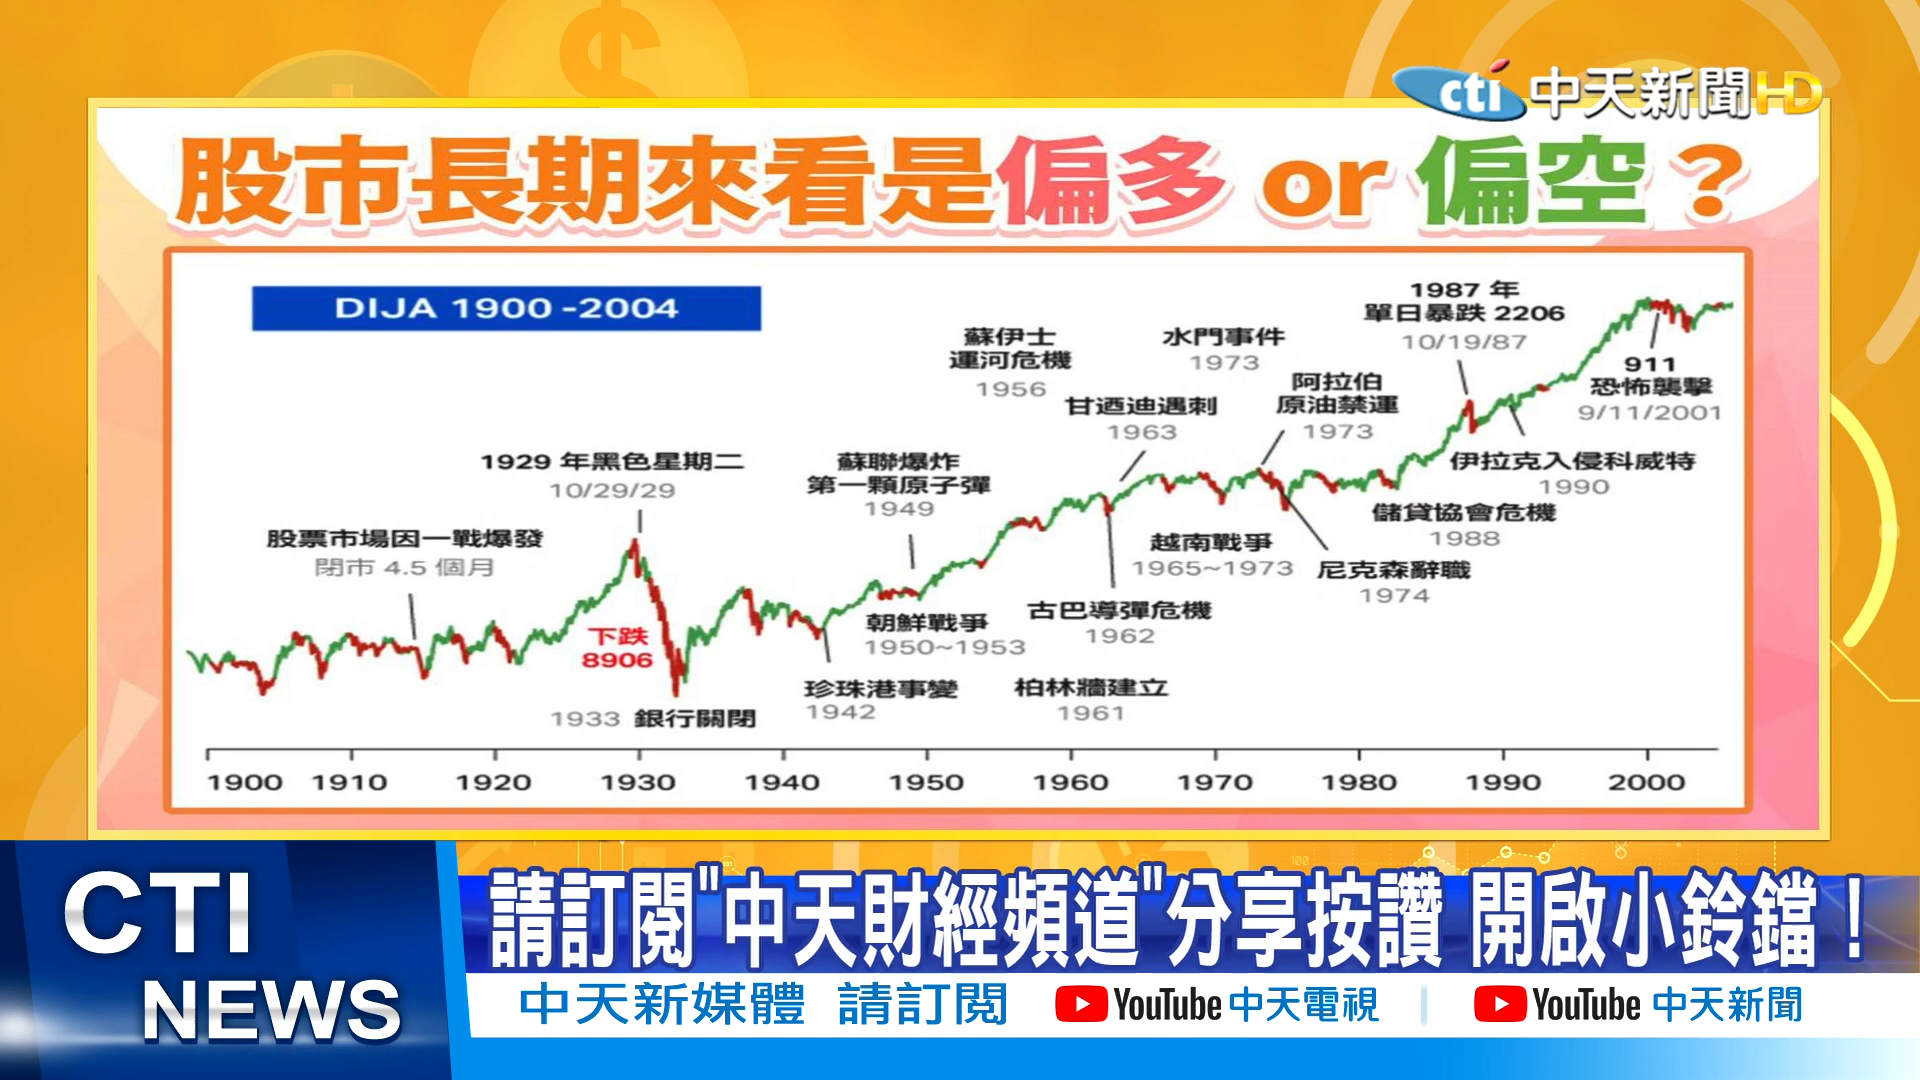 cti 中天新聞HD
股市長期來看是偏多 or 偏空？
DIJA 1900 -2004
1987 年
單日暴跌 2206
10/19/87
蘇伊士
運河危機
1956
水門事件
1973
911
恐怖襲擊
9/11/2001
阿拉伯
原油禁運
1973
甘迺迪遇刺
1963
1929 年黑色星期二
10/29/29
蘇聯爆炸
第一顆原子彈
1949
伊拉克入侵科威特
1990
儲貸協會危機
1988
股票市場因一戰爆發
閉市 4.5 個月
越南戰爭
1965~1973
尼克森辭職
1974
下跌
8906
朝鮮戰爭
1950~1953
古巴導彈危機
1962
珍珠港事變
1942
柏林牆建立
1961
1933 銀行關閉
1900 1910 1920 1930 1940 1950 1960 1970 1980 1990 2000
CTI
NEWS
請訂閱"中天財經頻道"分享按讚 開啟小鈴鐺！
中天新媒體 請訂閱 YouTube 中天電視 | YouTube 中天新聞